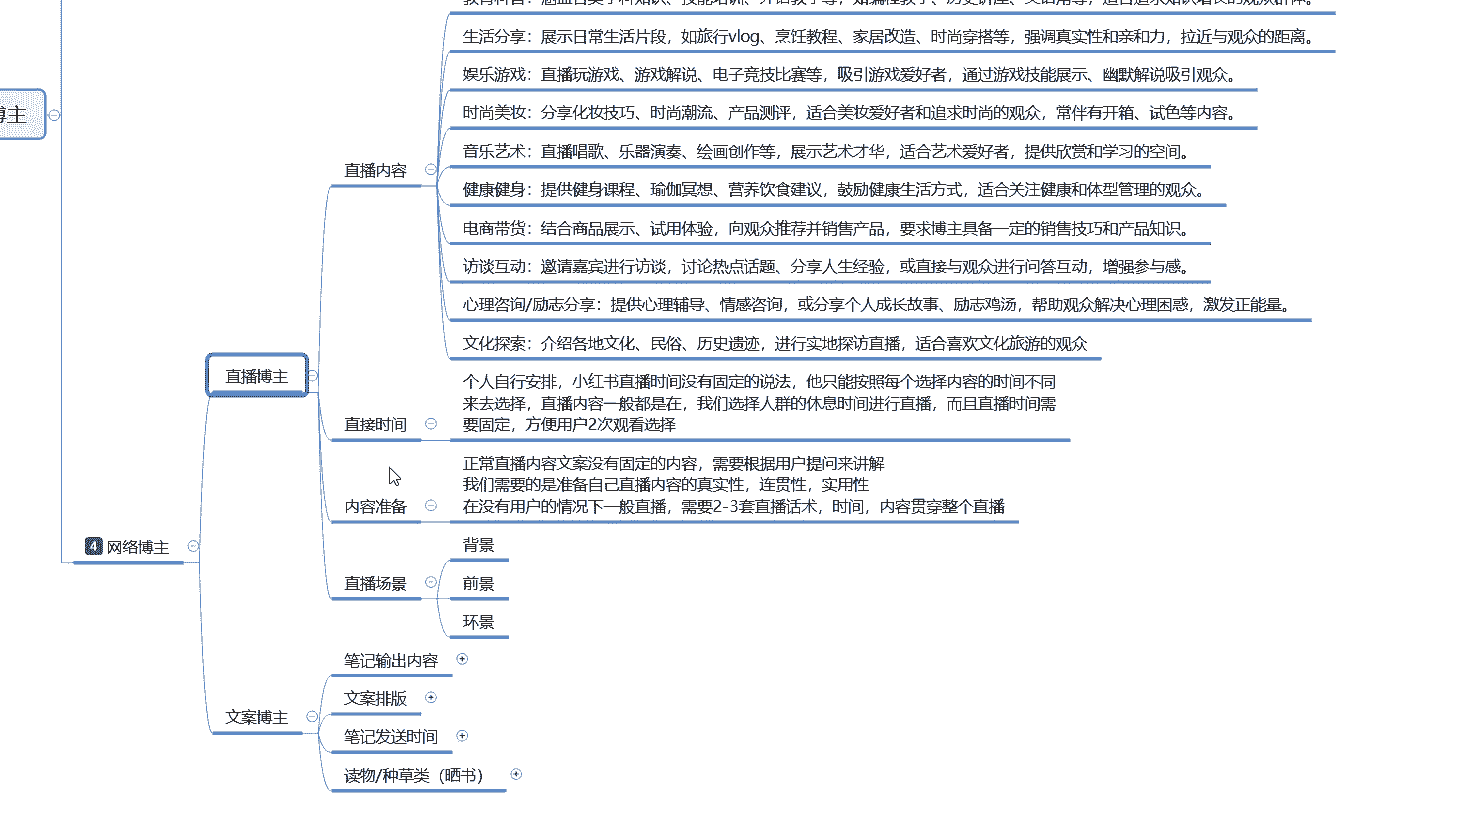 生活分享：展示日常生活片段，如旅行vlog、烹饪教程、家居改造、时尚穿搭等，强调真实性和亲和力，拉近与观众的距离。
娱乐游戏：直播玩游戏、游戏解说、电子竞技比赛等，吸引游戏爱好者，通过游戏技能展示、幽默解说吸引观众。
博主
时尚美妆：分享化妆技巧、时尚潮流、产品测评，适合美妆爱好者和追求时尚的观众，常伴有开箱、试色等内容。
音乐艺术：直播唱歌、乐器演奏、绘画创作等，展示艺术才华，适合艺术爱好者，提供欣赏和学习的空间。
直播内容
健康健身：提供健身课程、瑜伽冥想、营养饮食建议，鼓励健康生活方式，适合关注健康和体型管理的观众。
电商带货：结合商品展示、试用体验，向观众推荐并销售产品，要求博主具备一定的销售技巧和产品知识。
访谈互动：邀请嘉宾进行访谈，讨论热点话题、分享人生经验，或直接与观众进行问答互动，增强参与感。
心理咨询/励志分享：提供心理辅导、情感咨询，或分享个人成长故事、励志鸡汤，帮助观众解决心理困惑，激发正能量。
文化探索：介绍各地文化、民俗、历史遗迹，进行实地探访直播，适合喜欢文化旅游的观众
直播博主
个人自行安排，小红书直播时间没有固定的说法，他只能按照每个选择内容的时间不同
来去选择，直播内容一般都是在，我们选择人群的休息时间进行直播，而且直播时间需
要固定，方便用户2次观看选择
直接时间
正常直播内容文案没有固定的内容，需要根据用户提问来讲解
我们需要的是准备自己直播内容的真实性，连贯性，实用性
在没有用户的情况下一般直播，需要2-3套直播话术，时间，内容贯穿整个直播
内容准备
4 网络博主
背景
直播场景
前景
环景
笔记输出内容
文案排版
文案博主
笔记发送时间
读物/种草类（晒书）